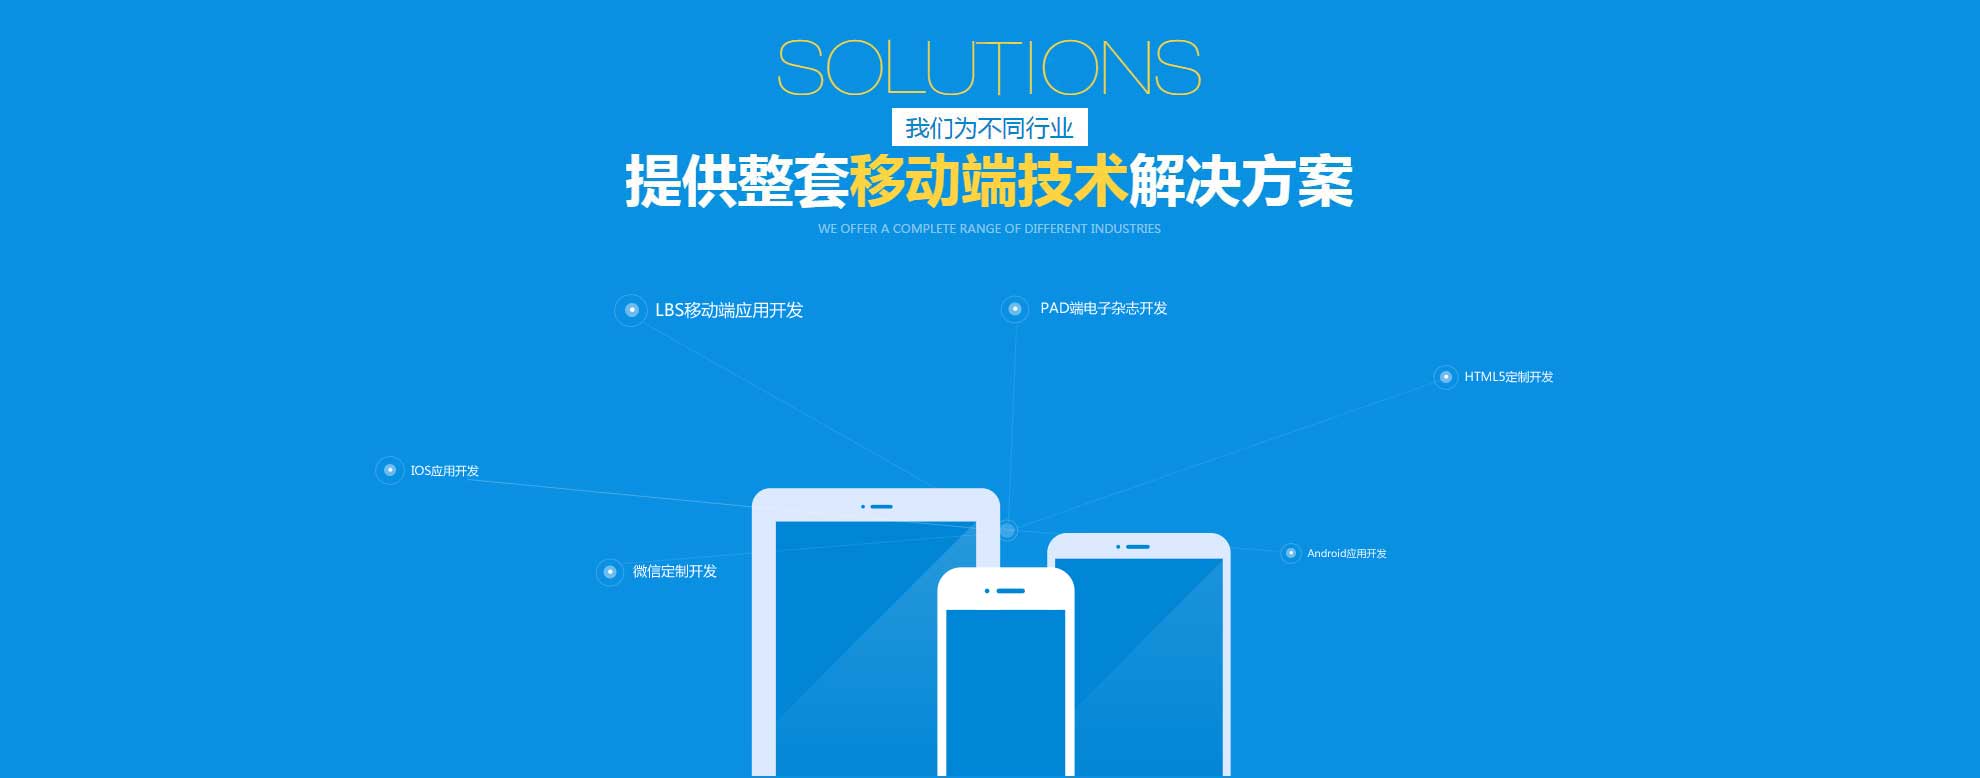 SOLUTIONS
我们为不同行业
提供整套移动端技术解决方案
WE OFFER A COMPLETE RANGE OF DIFFERENT INDUSTRIES
LBS移动端应用开发
PAD端电子杂志开发
HTML5定制开发
IOS应用开发
Android应用开发
微信定制开发